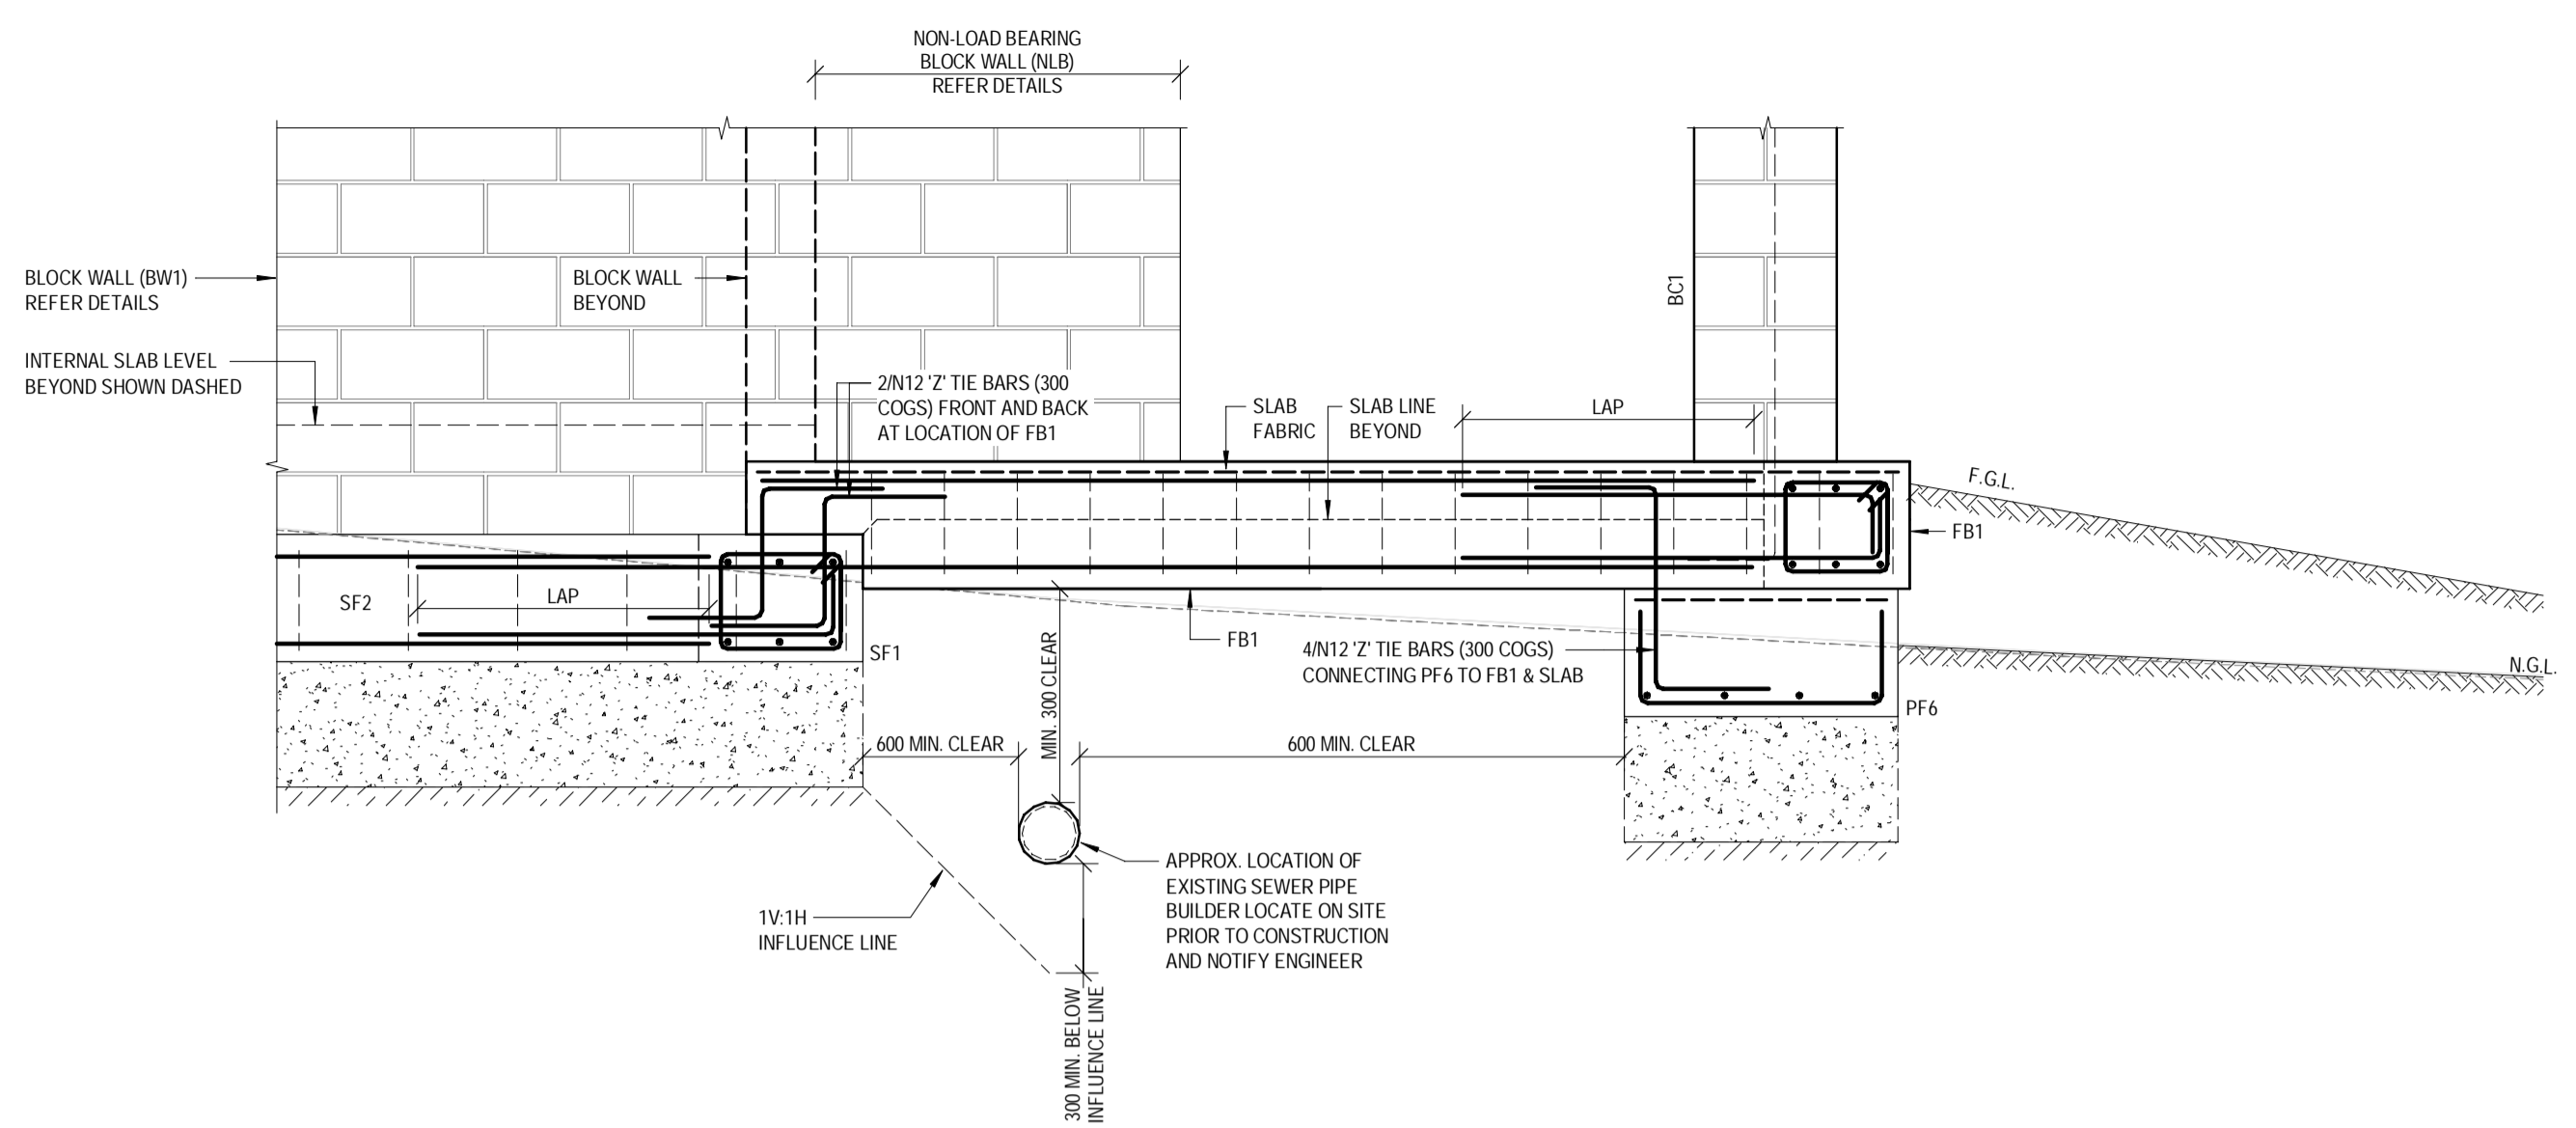 NON-LOAD BEARING
BLOCK WALL (NLB)
REFER DETAILS
BLOCK WALL (BW1)
REFER DETAILS
BLOCK WALL
BEYOND
BC1
INTERNAL SLAB LEVEL
BEYOND SHOWN DASHED
2/N12 'Z' TIE BARS (300
COGS) FRONT AND BACK
AT LOCATION OF FB1
SLAB
FABRIC
SLAB LINE
BEYOND
LAP
F.G.L.
FB1
SF2
LAP
SF1
MIN. 300 CLEAR
FB1
4/N12 'Z' TIE BARS (300 COGS)
CONNECTING PF6 TO FB1 & SLAB
N.G.L.
PF6
600 MIN. CLEAR
600 MIN. CLEAR
APPROX. LOCATION OF
EXISTING SEWER PIPE
BUILDER LOCATE ON SITE
PRIOR TO CONSTRUCTION
AND NOTIFY ENGINEER
1V:1H
INFLUENCE LINE
300 MIN. BELOW
INFLUENCE LINE